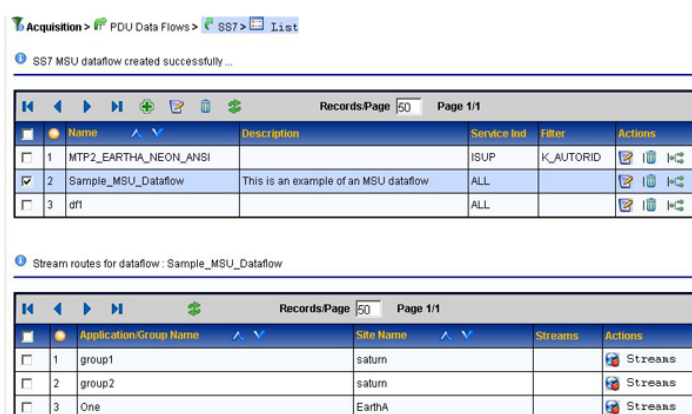 Acquisition > PDU Data Flows > SS7 > List
SS7 MSU dataflow created successfully ...
Records/Page 50 Page 1/1
Name Description Service Ind Filter Actions
1 MTP2_EARTHA_NEON_ANSI ISUP K_AUTORID
2 Sample_MSU_Dataflow This is an example of an MSU dataflow ALL
3 df1 ALL
Stream routes for dataflow : Sample_MSU_Dataflow
Records/Page 50 Page 1/1
Application/Group Name Site Name Streams Actions
1 group1 saturn Streams
2 group2 saturn Streams
3 One EarthA Streams